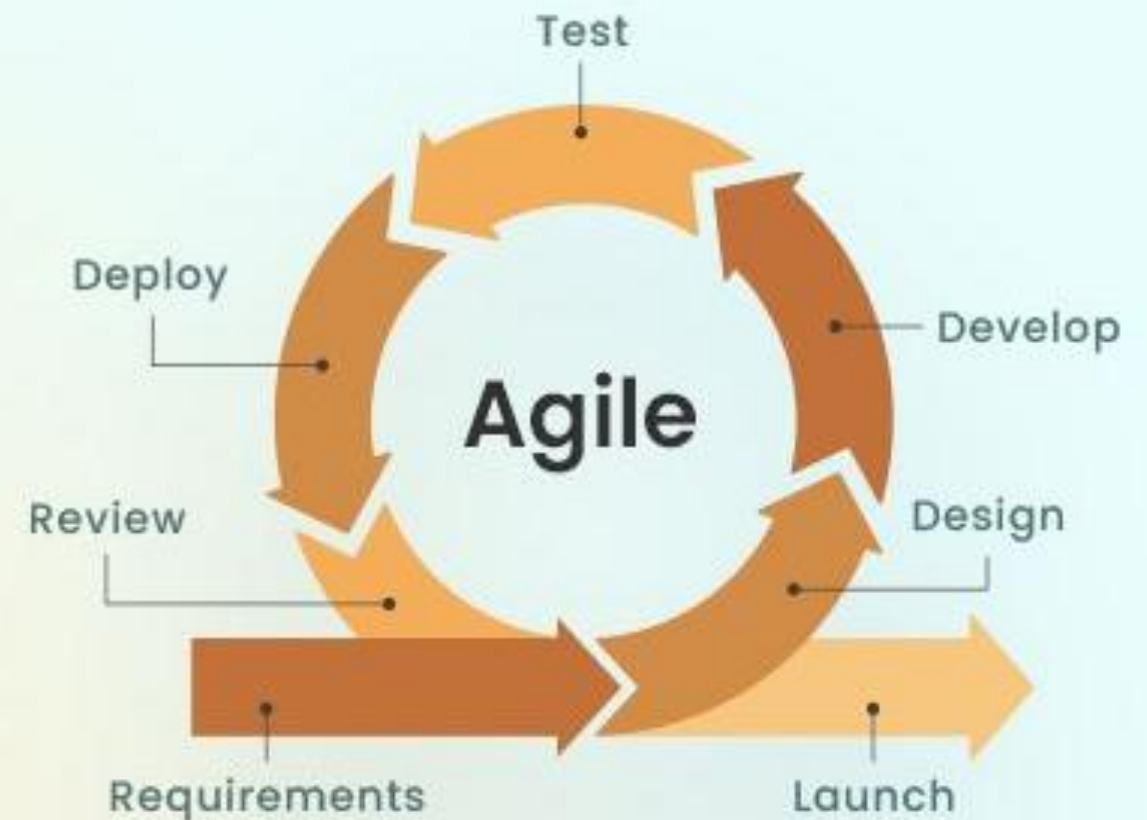 Test
Deploy
Develop
Agile
Review
Design
Requirements
Launch